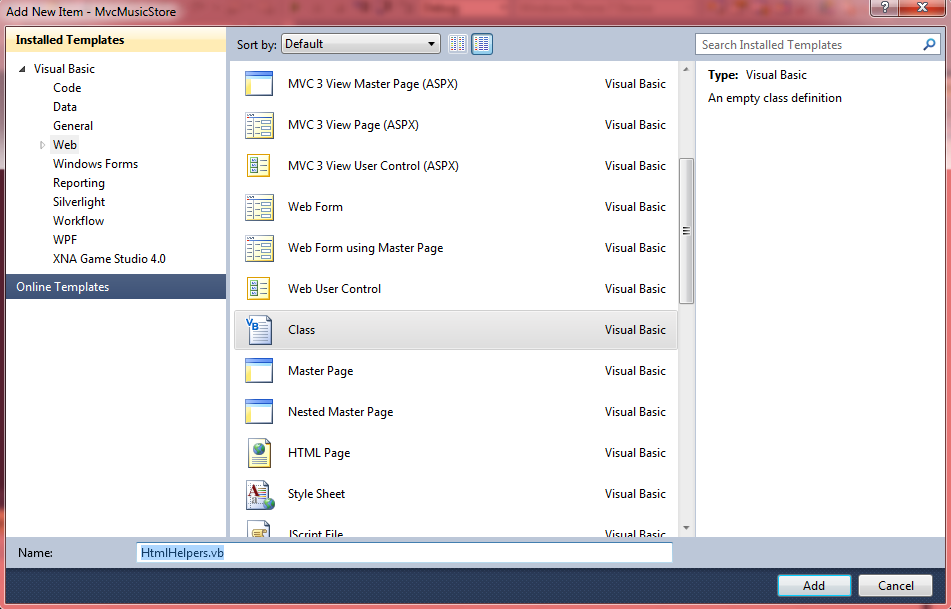 Add New Item - MvcMusicStore
?
Installed Templates
Sort by: Default
Search Installed Templates
Visual Basic
Code
Data
General
Web
Windows Forms
Reporting
Silverlight
Workflow
WPF
XNA Game Studio 4.0
Online Templates
MVC 3 View Master Page (ASPX) Visual Basic
MVC 3 View Page (ASPX) Visual Basic
MVC 3 View User Control (ASPX) Visual Basic
Web Form Visual Basic
Web Form using Master Page Visual Basic
Web User Control Visual Basic
VB Class Visual Basic
Master Page Visual Basic
Nested Master Page Visual Basic
HTML Page Visual Basic
A Style Sheet Visual Basic
JScript File Visual Basic
Type: Visual Basic
An empty class definition
Name: HtmlHelpers.vb
Add Cancel